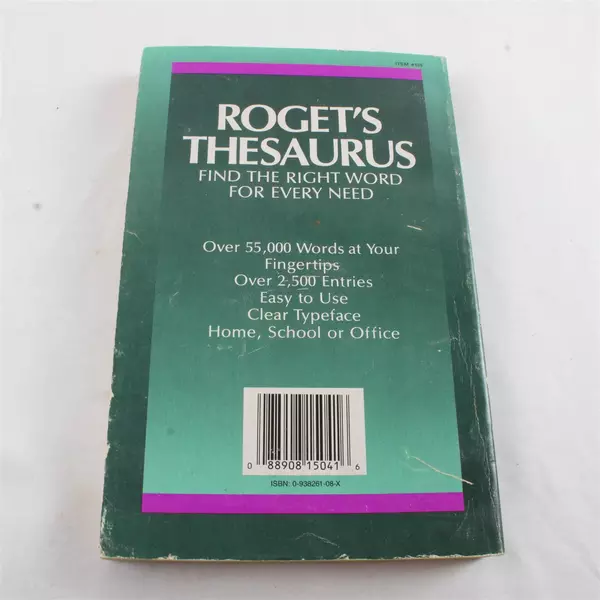 ROGET'S
THESAURUS
FIND THE RIGHT WORD
FOR EVERY NEED
Over 55,000 Words at Your
Fingertips
Over 2,500 Entries
Easy to Use
Clear Typeface
Home, School or Office
0 88908 15041 6
ISBN: 0-938261-08-X